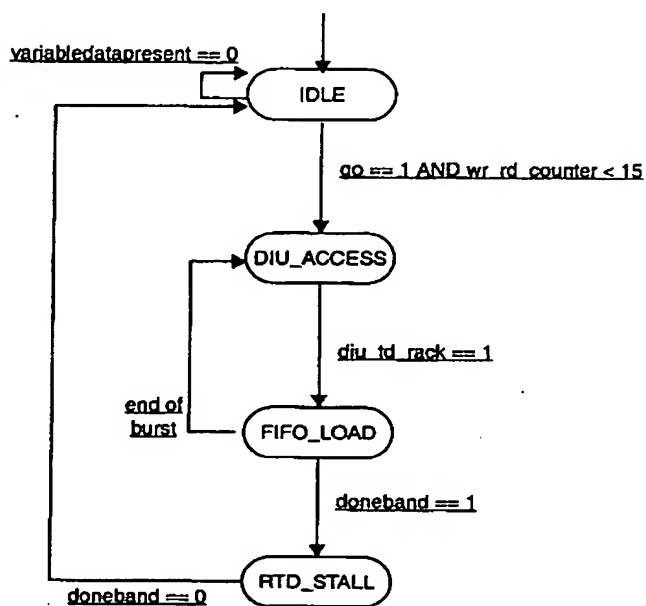 variabledatapresent == 0
IDLE
go == 1 AND wr_rd_counter < 15
DIU_ACCESS
diu_td_rack == 1
end of
burst
FIFO_LOAD
doneband == 1
RTD_STALL
doneband == 0